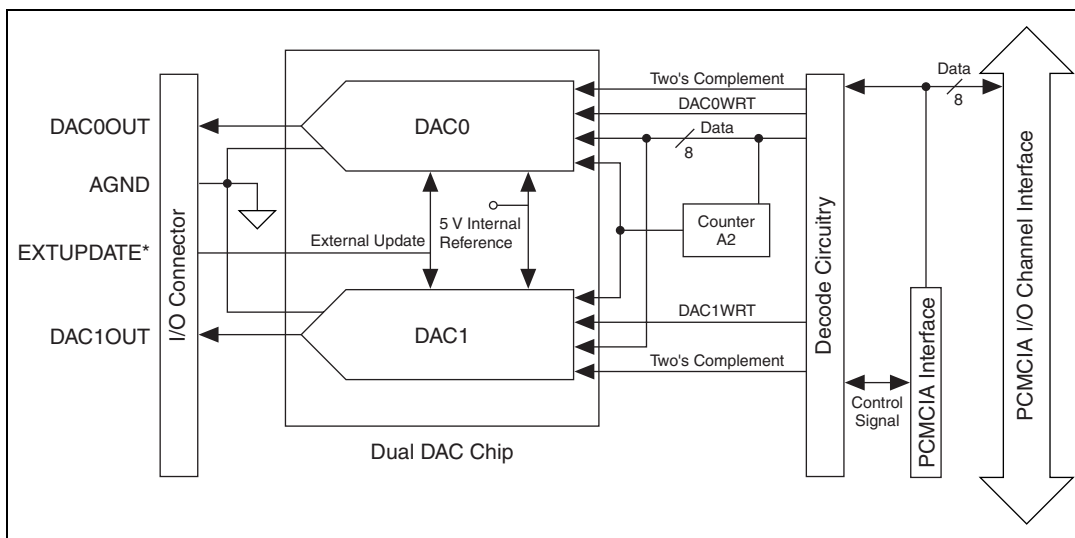 DAC0OUT
AGND
EXTUPDATE*
DAC1OUT
I/O Connector
DAC0
External Update
5 V Internal
Reference
DAC1
Dual DAC Chip
Two's Complement
DAC0WRT
Data
8
Counter
A2
DAC1WRT
Two's Complement
Decode Circuitry
Control
Signal
PCMCIA Interface
Data
8
PCMCIA I/O Channel Interface